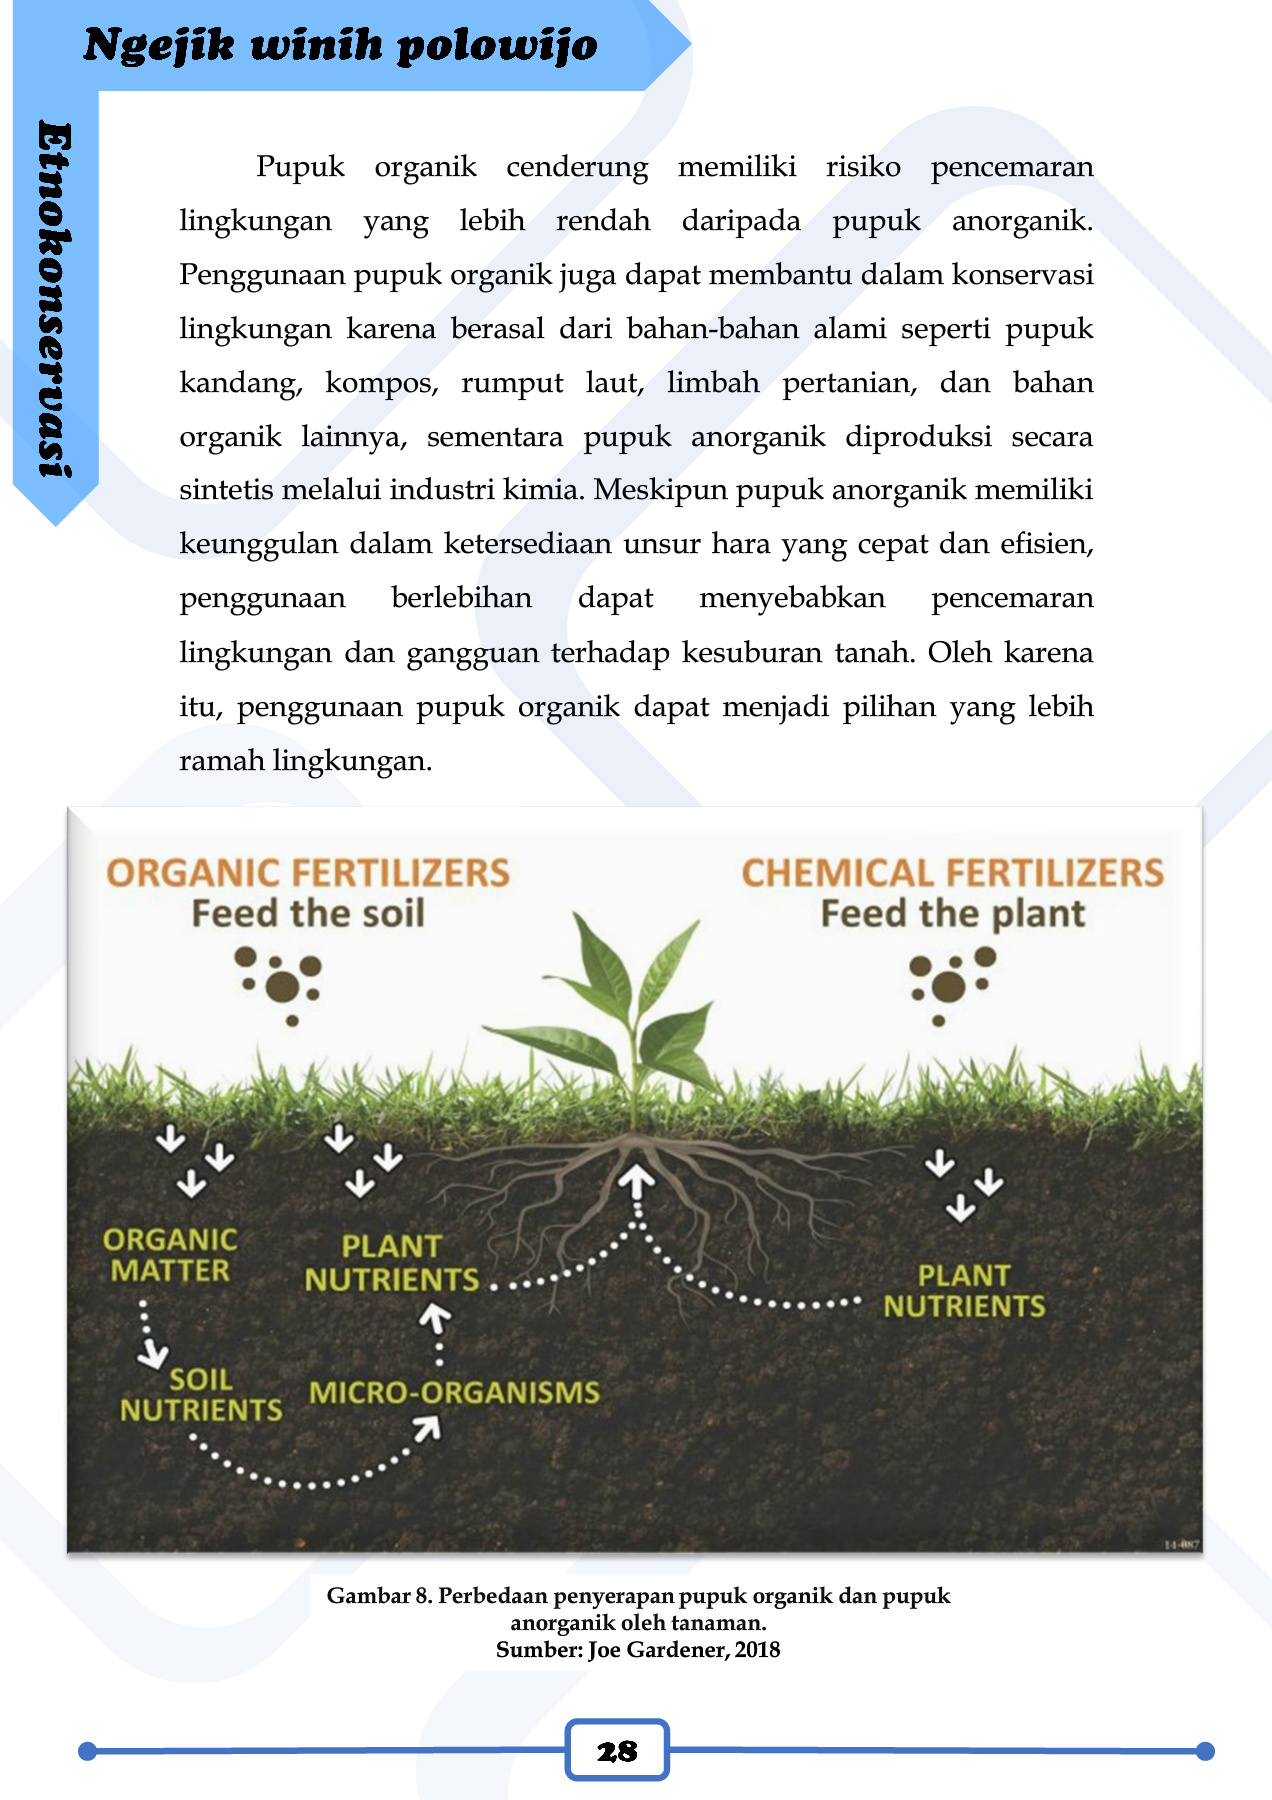 Ngejik winih polowijo
Etnokonservasi
Pupuk organik cenderung memiliki risiko pencemaran
lingkungan yang lebih rendah daripada pupuk anorganik.
Penggunaan pupuk organik juga dapat membantu dalam konservasi
lingkungan karena berasal dari bahan-bahan alami seperti pupuk
kandang, kompos, rumput laut, limbah pertanian, dan bahan
organik lainnya, sementara pupuk anorganik diproduksi secara
sintetis melalui industri kimia. Meskipun pupuk anorganik memiliki
keunggulan dalam ketersediaan unsur hara yang cepat dan efisien,
penggunaan berlebihan dapat menyebabkan pencemaran
lingkungan dan gangguan terhadap kesuburan tanah. Oleh karena
itu, penggunaan pupuk organik dapat menjadi pilihan yang lebih
ramah lingkungan.
ORGANIC FERTILIZERS
Feed the soil
CHEMICAL FERTILIZERS
Feed the plant
ORGANIC
MATTER
PLANT
NUTRIENTS
PLANT
NUTRIENTS
SOIL
NUTRIENTS
MICRO-ORGANISMS
14-087
Gambar 8. Perbedaan penyerapan pupuk organik dan pupuk
anorganik oleh tanaman.
Sumber: Joe Gardener, 2018
28